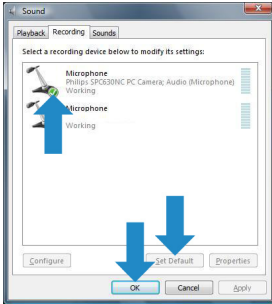 Sound
Playback Recording Sounds
Select a recording device below to modify its settings:
Microphone
Philips SPC630NC PC Camera; Audio (Microphone)
Working
Microphone
Working
Configure Set Default Properties
OK Cancel Apply